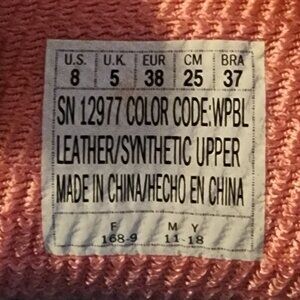 U.S. U.K. EUR CM BRA
8 5 38 25 37
SN 12977 COLOR CODE:WPBL
LEATHER/SYNTHETIC UPPER
MADE IN CHINA/HECHO EN CHINA
F M Y
168-9 11-18